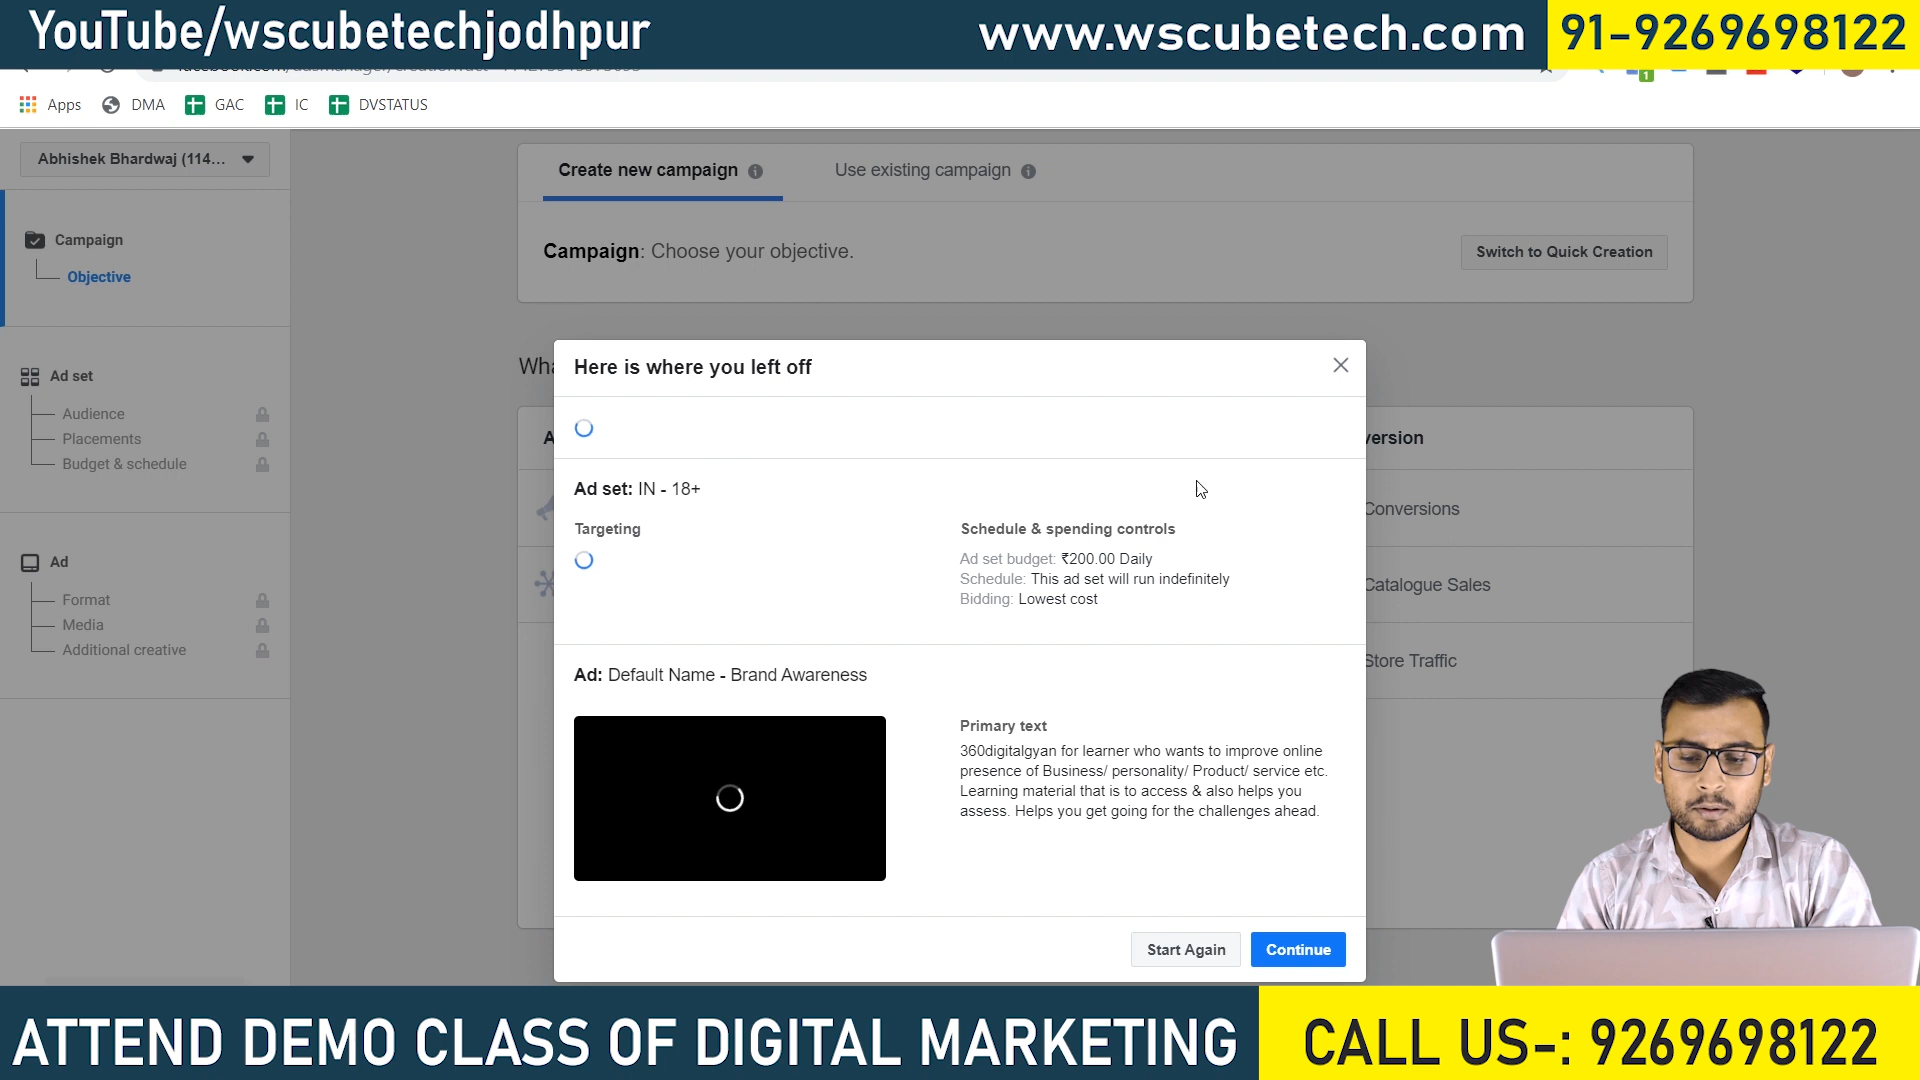 YouTube/wscubetechjodhpur
www.wscubetech.com
91-9269698122
1
Apps
DMA
GAC
IC
DVSTATUS
Abhishek Bhardwaj (114...
Create new campaign
Use existing campaign
Campaign: Choose your objective.
Switch to Quick Creation
Campaign
Objective
Ad set
Audience
Placements
Budget & schedule
Ad
Format
Media
Additional creative
Here is where you left off
Ad set: IN - 18+
Targeting
Schedule & spending controls
Ad set budget: ₹200.00 Daily
Schedule: This ad set will run indefinitely
Bidding: Lowest cost
Ad: Default Name - Brand Awareness
Primary text
360digitalgyan for learner who wants to improve online
presence of Business/ personality/ Product/ service etc.
Learning material that is to access & also helps you
assess. Helps you get going for the challenges ahead.
Start Again
Continue
Conversions
Catalogue Sales
Store Traffic
ATTEND DEMO CLASS OF DIGITAL MARKETING
CALL US-: 9269698122